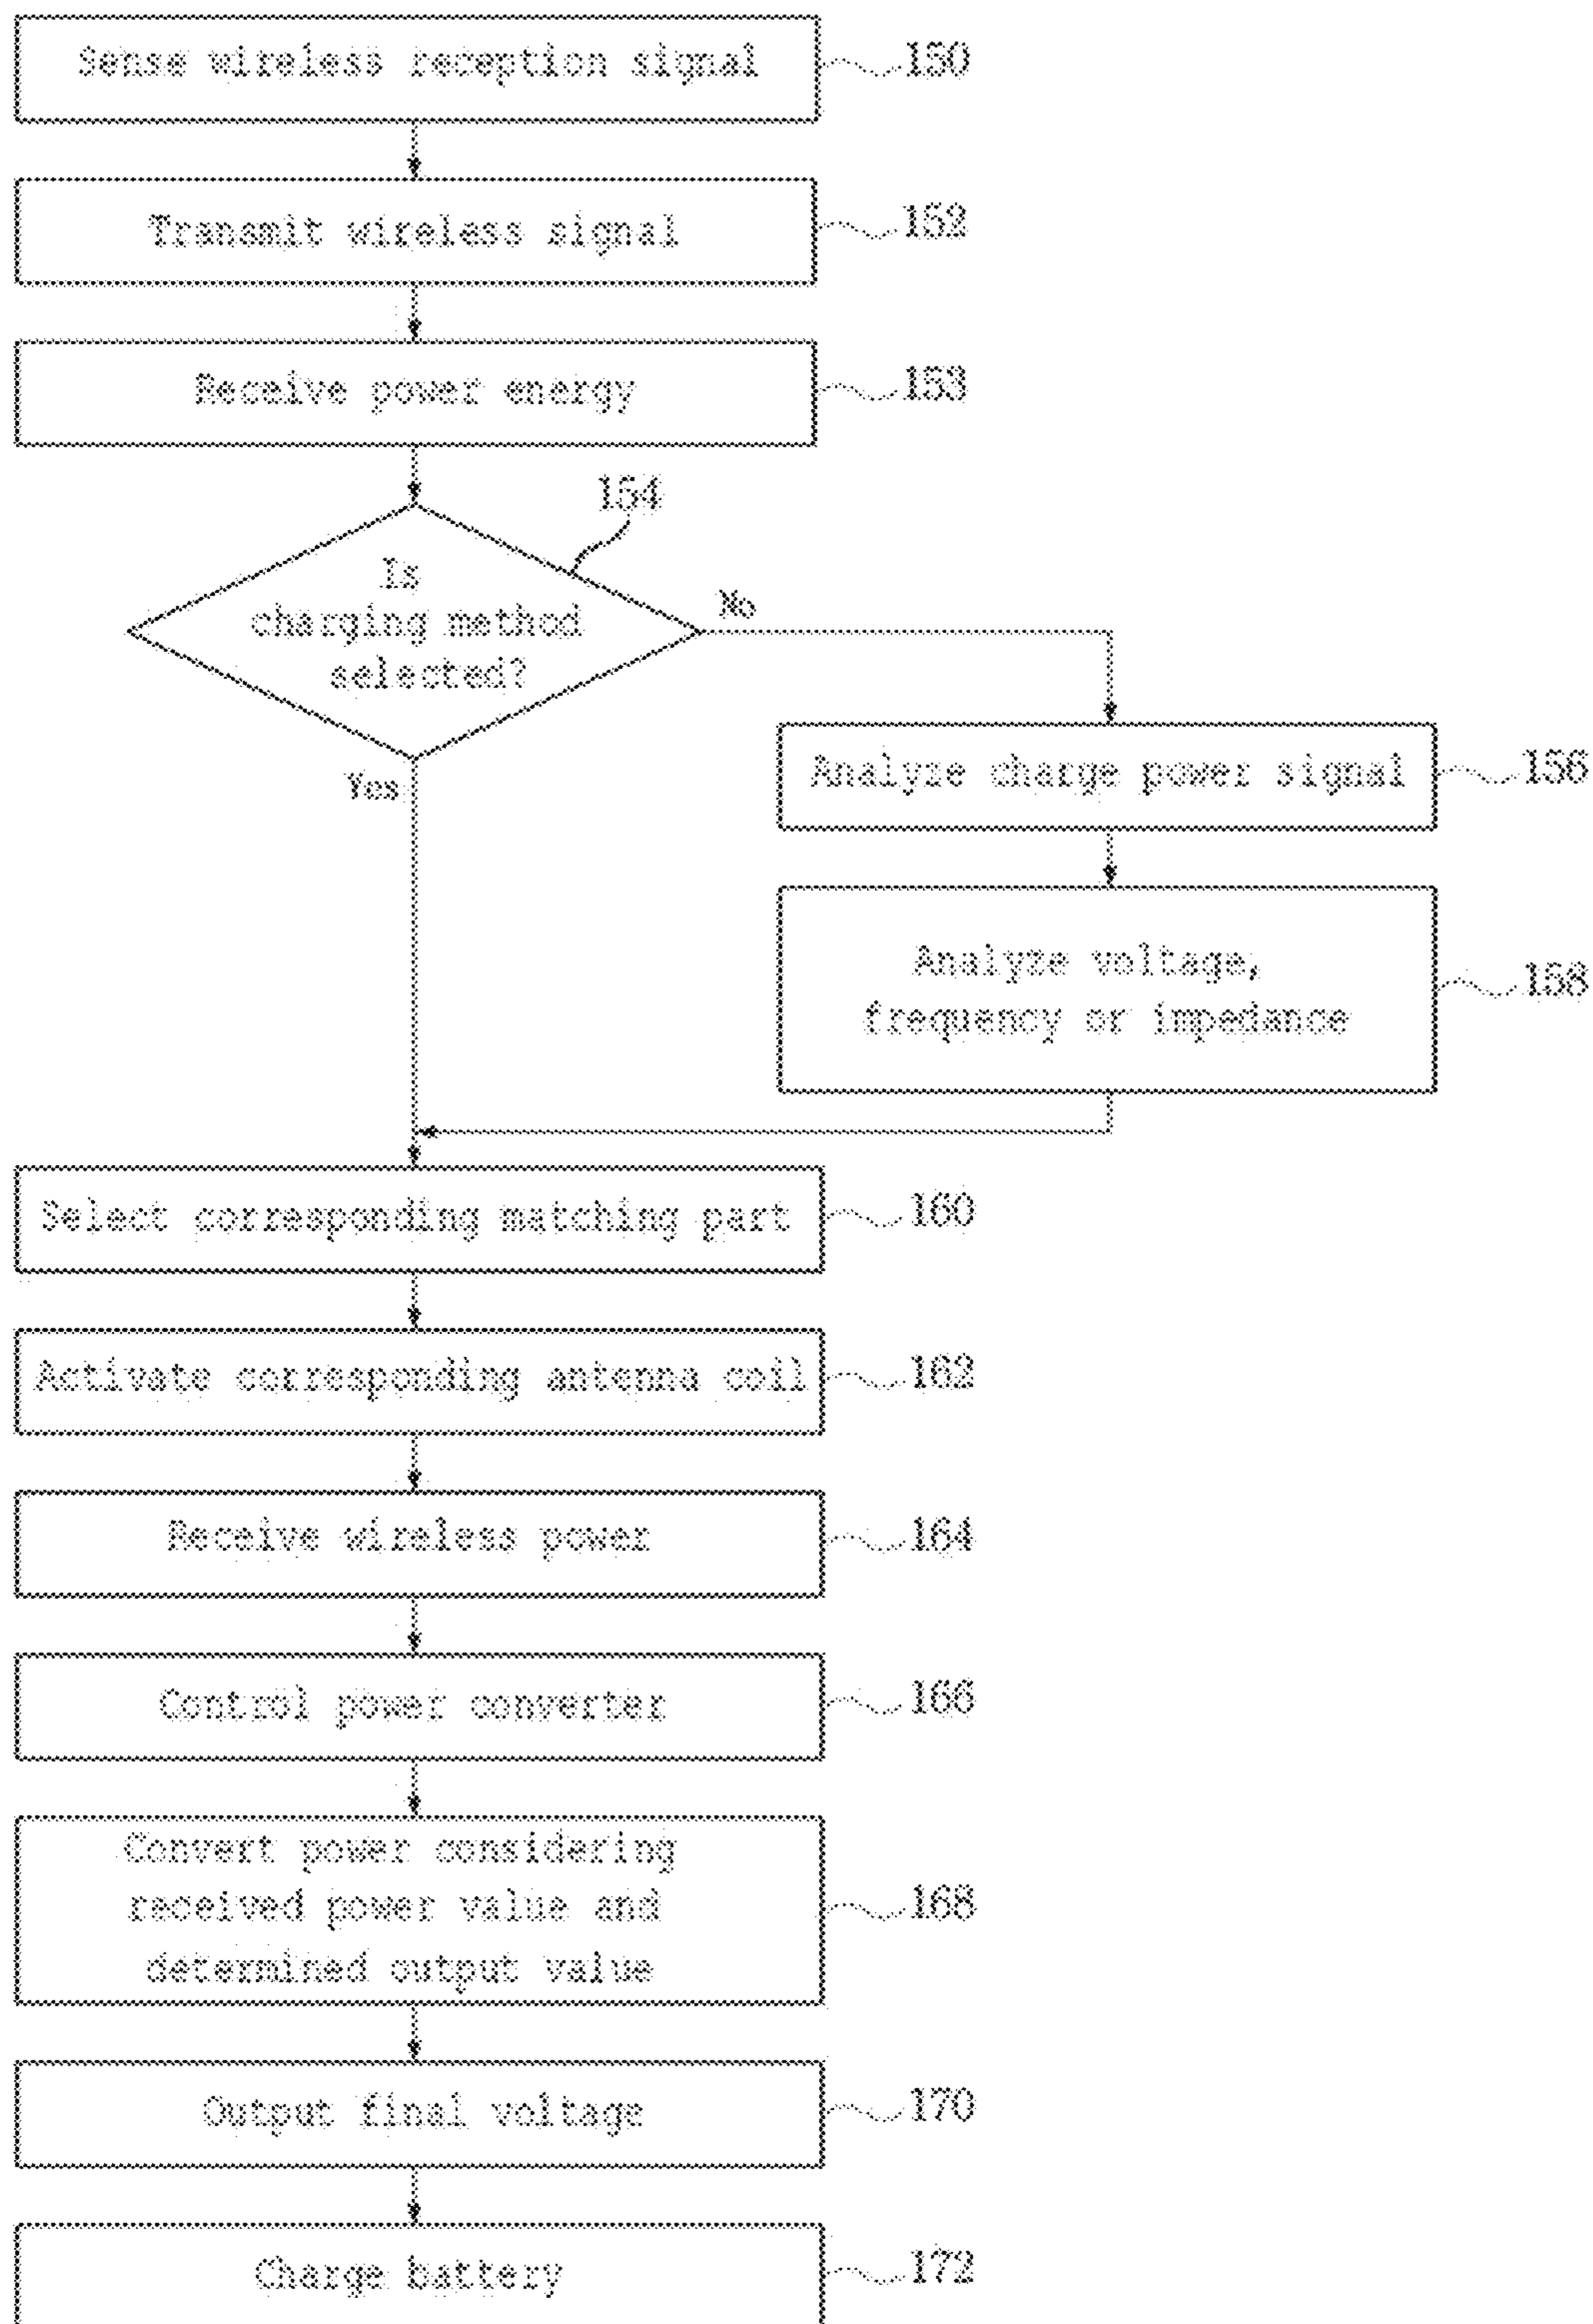 Sense wireless reception signal
150
Transmit wireless signal
152
Receive power energy
153
154
Is
charging method
selected?
No
Yes
Analyze charge power signal
156
Analyze voltage,
frequency or impedance
158
Select corresponding matching part
160
Activate corresponding antenna coil
162
Receive wireless power
164
Control power converter
166
Convert power considering
received power value and
determined output value
168
Output final voltage
170
Charge battery
172